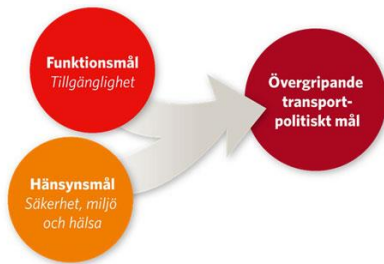 Funktionsmål
Tillgänglighet
Hänsynsmål
Säkerhet, miljö
och hälsa
Övergripande
transport-
politiskt mål